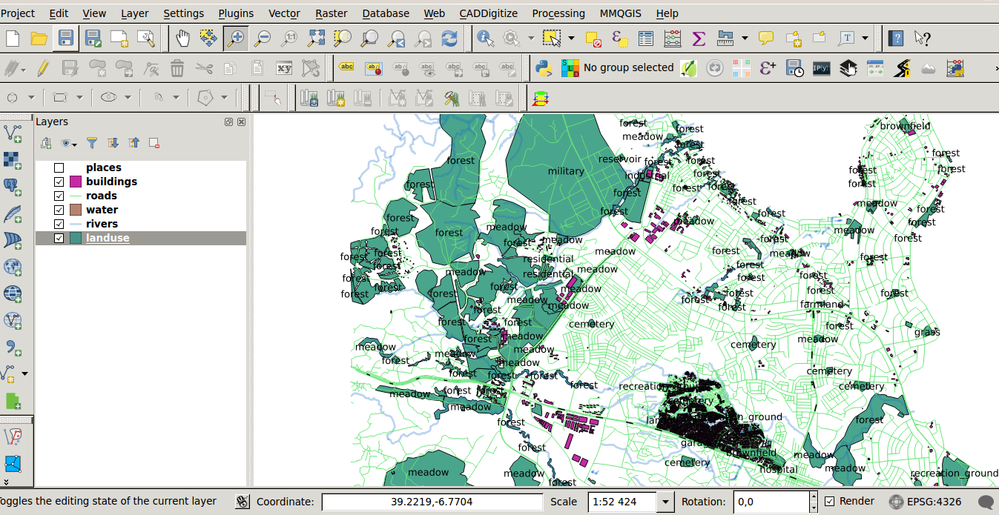 Project Edit View Layer Settings Plugins Vector Raster Database Web CADDigitize Processing MMQGIS Help
No group selected
Layers
places
buildings
roads
water
rivers
landuse
forest
meadow
forest
brownfield
forest
forest
reservoir
forest
forest
forest
military
industrial
forest
forest
forest
forest
forest
forest
forest
forest
forest
meadow
forest
forest
forest
forest
meadow
meadow
forest
forest
forest
meadow
forest
forest
meadow
forest
forest
meadow
forest
forest
forest
residential
forest
forest
meadow
meadow
residential
meadow
forest
forest
forest
forest
forest
forest
meadow
forest
forest
forest
forest
meadow
forest
forest
farmland
meadow
forest
forest
forest
cemetery
forest
grass
meadow
forest
meadow
cemetery
meadow
meadow
meadow
forest
meadow
cemetery
forest
forest
forest
forest
cemetery
meadow
forest
forest
meadow
cemetery
forest
forest
forest
brownfield
meadow
meadow
meadow
forest
cemetery
hospital
meadow
recreation_ground
oggles the editing state of the current layer Coordinate: 39.2219,-6.7704 Scale 1:52 424 Rotation: 0,0 Render EPSG:4326